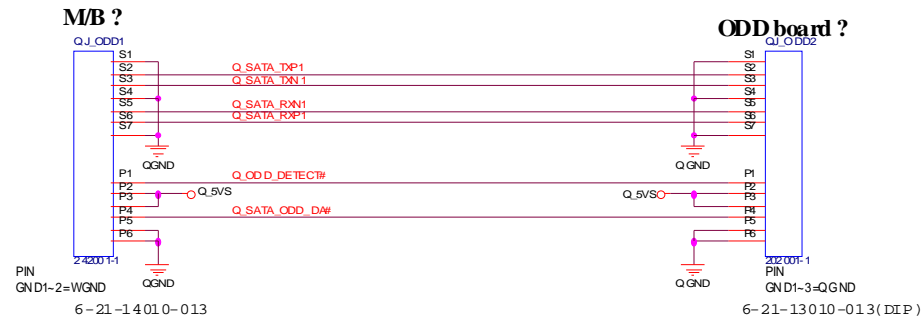 M/B ?
ODD board ?
QJ_ODD1
QJ_ODD2
S1
S2
S3
S4
S5
S6
S7
Q_SATA_TXP1
Q_SATA_TXN1
Q_SATA_RXN1
Q_SATA_RXP1
S1
S2
S3
S4
S5
S6
S7
QGND
QGND
P1
P2
P3
P4
P5
P6
Q_ODD_DETECT#
Q_5VS
Q_5VS
Q_SATA_ODD_DA#
P1
P2
P3
P4
P5
P6
QGND
QGND
242001-1
202001-1
PIN
GND1~2=WGND
PIN
GND1~3=QGND
6-21-14010-013
6-21-13010-013(DIP)